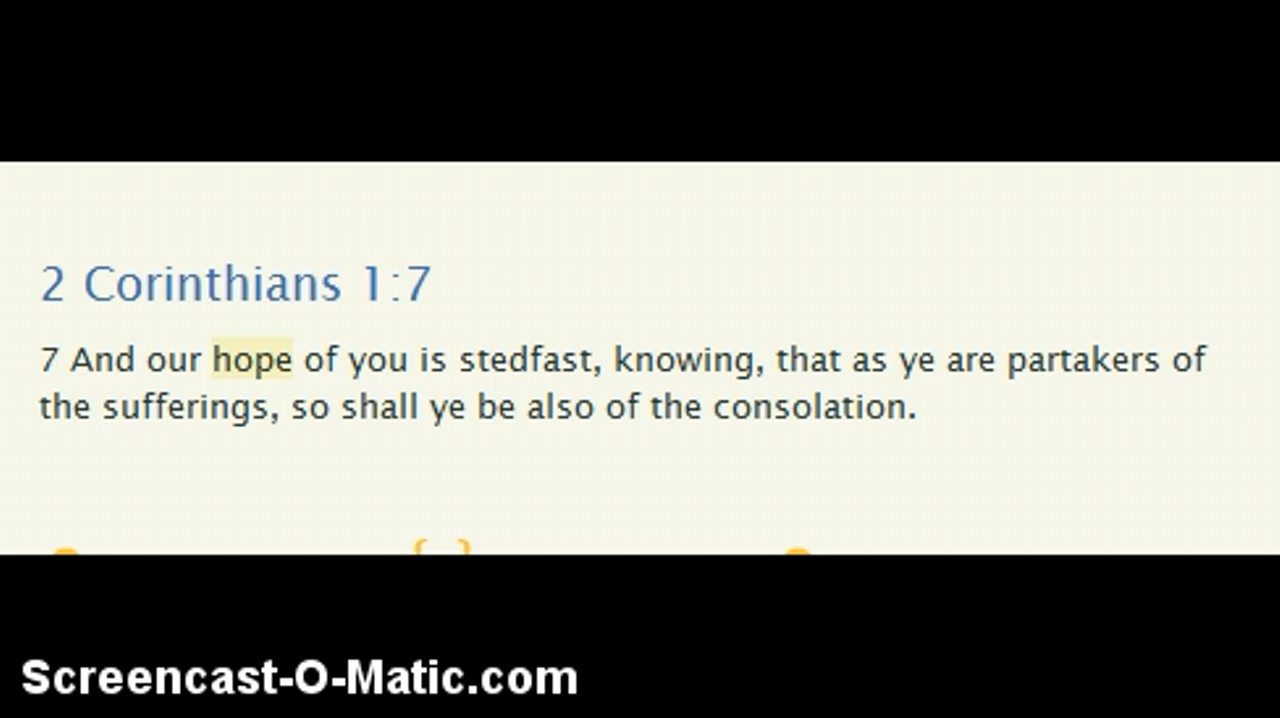 2 Corinthians 1:7
7 And our hope of you is stedfast, knowing, that as ye are partakers of
the sufferings, so shall ye be also of the consolation.
Screencast-O-Matic.com